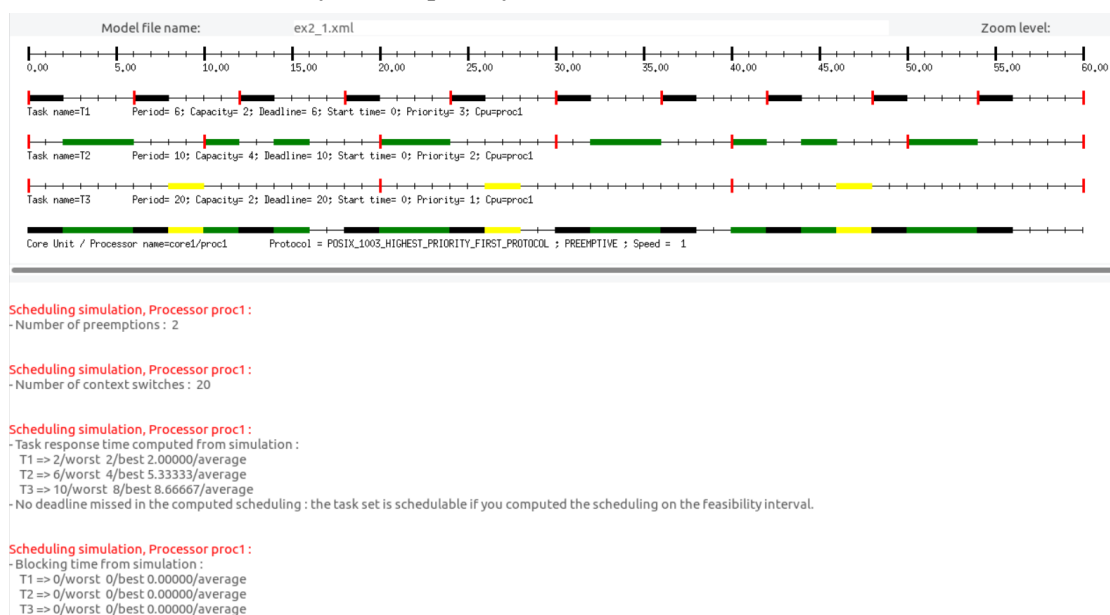 Model file name: ex2_1.xml Zoom level:
0,00 5,00 10,00 15,00 20,00 25,00 30,00 35,00 40,00 45,00 50,00 55,00 60,00
Task name=T1 Period= 6; Capacity= 2; Deadline= 6; Start time= 0; Priority= 3; Cpu=proc1
Task name=T2 Period= 10; Capacity= 4; Deadline= 10; Start time= 0; Priority= 2; Cpu=proc1
Task name=T3 Period= 20; Capacity= 2; Deadline= 20; Start time= 0; Priority= 1; Cpu=proc1
Core Unit / Processor name=core1/proc1 Protocol = POSIX_1003_HIGHEST_PRIORITY_FIRST_PROTOCOL ; PREEMPTIVE ; Speed = 1
Scheduling simulation, Processor proc1 :
- Number of preemptions : 2
Scheduling simulation, Processor proc1 :
- Number of context switches : 20
Scheduling simulation, Processor proc1 :
- Task response time computed from simulation :
T1 => 2/worst 2/best 2.00000/average
T2 => 6/worst 4/best 5.33333/average
T3 => 10/worst 8/best 8.66667/average
- No deadline missed in the computed scheduling : the task set is schedulable if you computed the scheduling on the feasibility interval.
Scheduling simulation, Processor proc1 :
- Blocking time from simulation :
T1 => 0/worst 0/best 0.00000/average
T2 => 0/worst 0/best 0.00000/average
T3 => 0/worst 0/best 0.00000/average